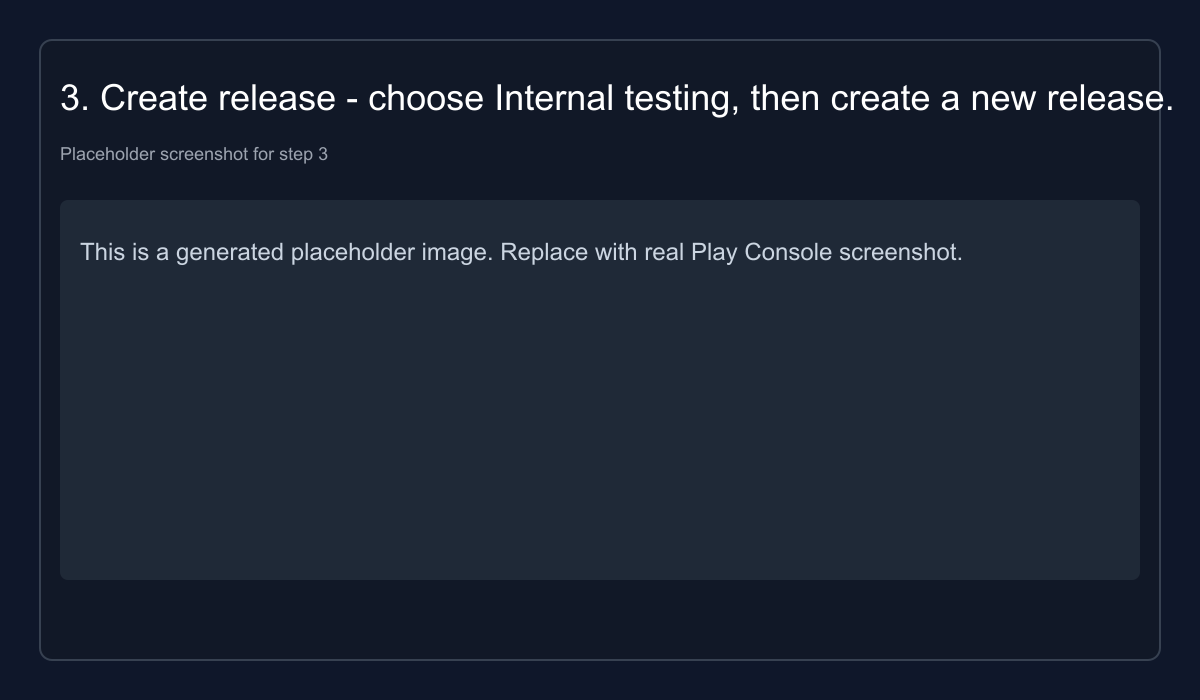 3. Create release - choose Internal testing, then create a new release.
Placeholder screenshot for step 3
This is a generated placeholder image. Replace with real Play Console screenshot.